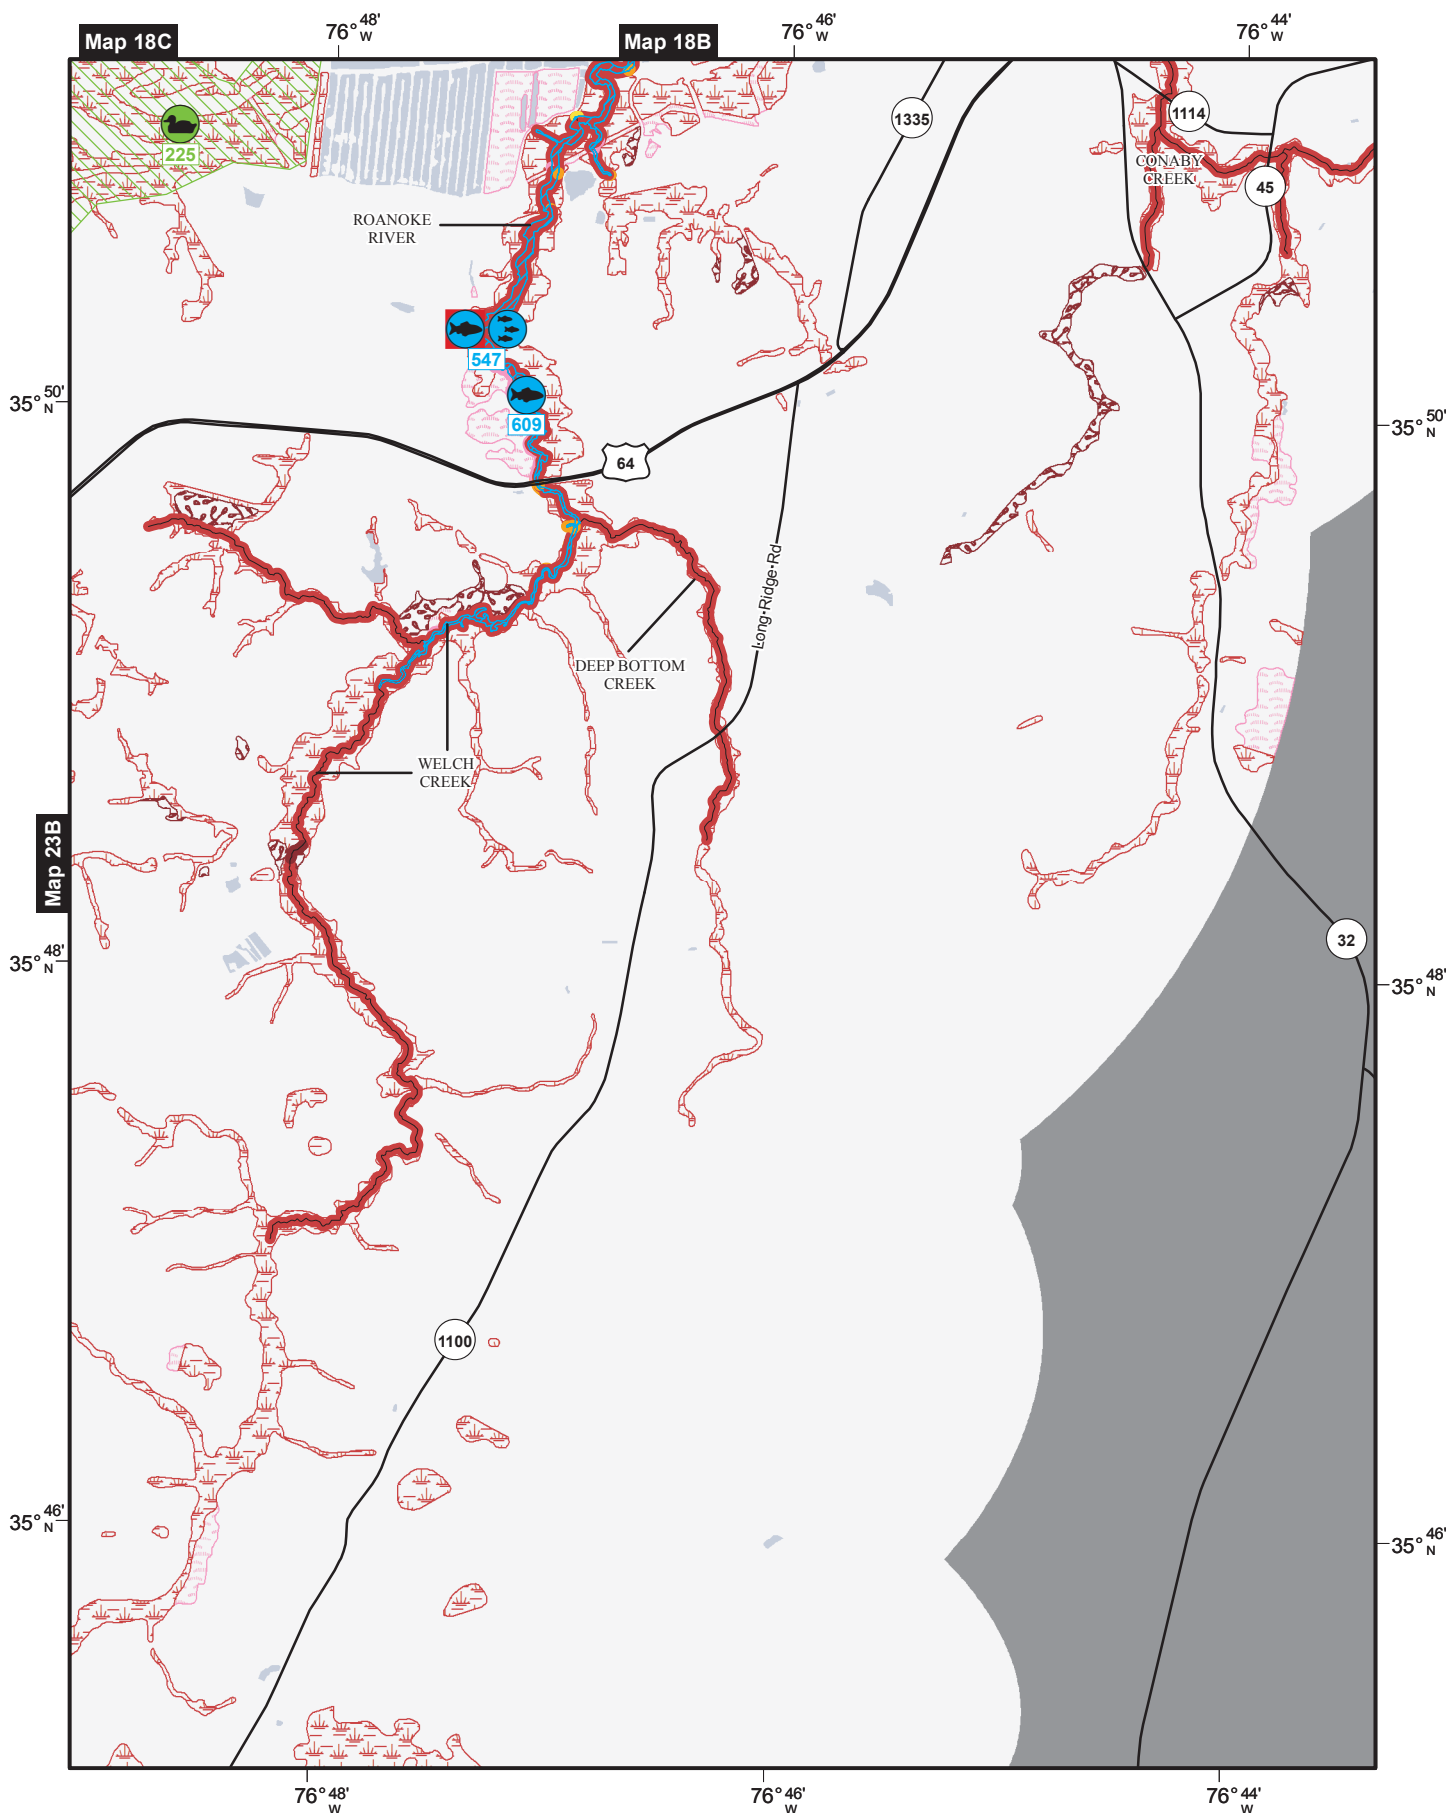 Map 18C
Map 18B
76° 48' W
76° 46' W
76° 44' W
1335
1114
225
CONABY
CREEK
45
ROANOKE
RIVER
547
35° 50' N
609
35° 50' N
64
Long Ridge Rd
DEEP BOTTOM
CREEK
WELCH
CREEK
Map 23B
32
35° 48' N
35° 48' N
1100
35° 46' N
35° 46' N
76° 48' W
76° 46' W
76° 44' W